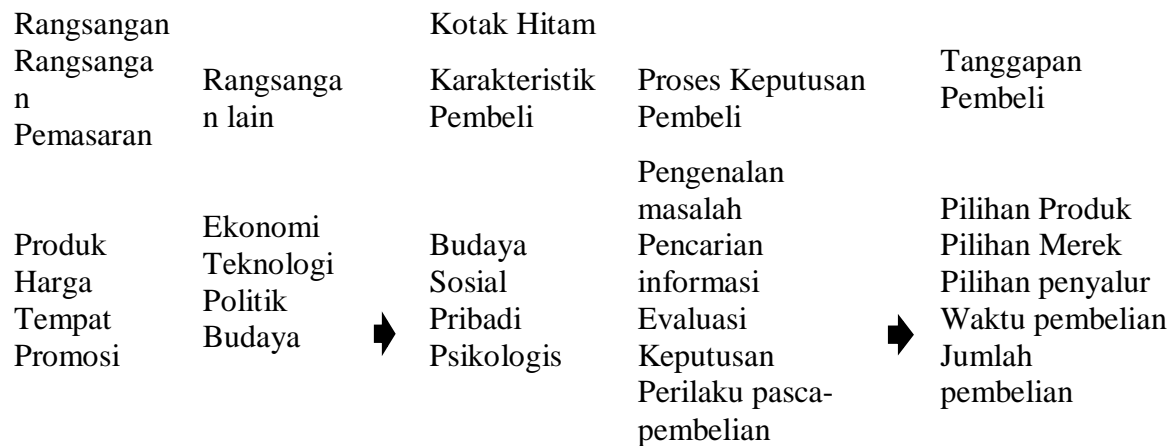 Rangsangan
Kotak Hitam
Rangsanga
n
Pemasaran
Rangsanga
n lain
Karakteristik
Pembeli
Proses Keputusan
Pembeli
Tanggapan
Pembeli
Produk
Harga
Tempat
Promosi
Ekonomi
Teknologi
Politik
Budaya
Budaya
Sosial
Pribadi
Psikologis
Pengenalan
masalah
Pencarian
informasi
Evaluasi
Keputusan
Perilaku pasca-
pembelian
Pilihan Produk
Pilihan Merek
Pilihan penyalur
Waktu pembelian
Jumlah
pembelian